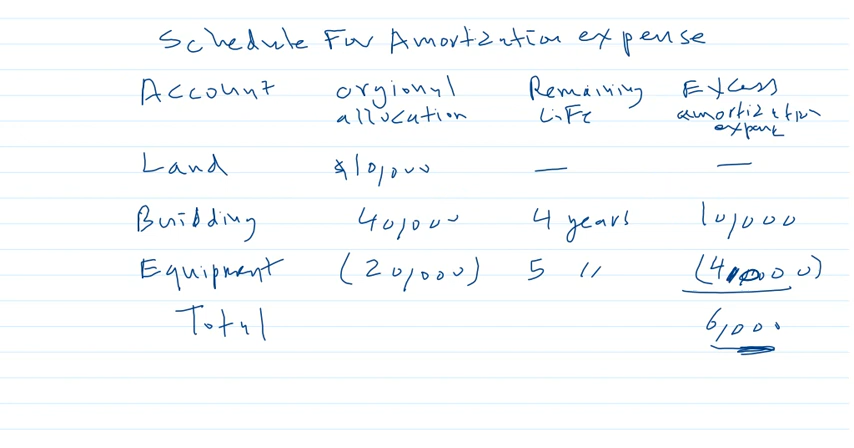 Schedule For Amortization expense
Account orgional allocation Remaining LiFe Excess amortization expense
Land $10,000 — —
Building 40,000 4 years 10,000
Equipment (20,000) 5 " (4,000)
Total 6,000